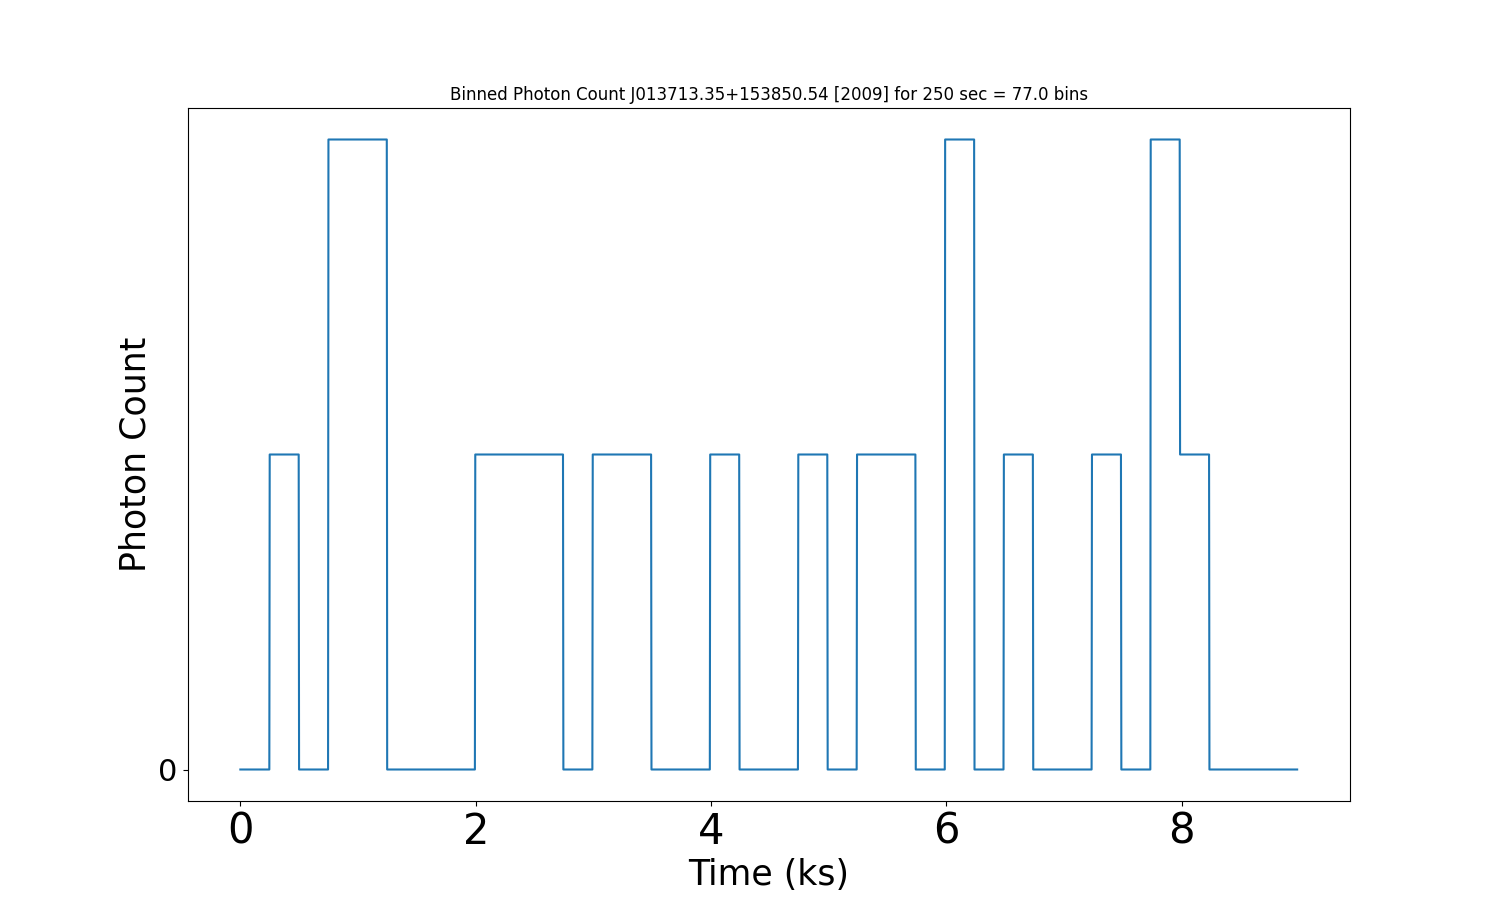 Binned Photon Count J013713.35+153850.54 [2009] for 250 sec = 77.0 bins
Photon Count
0
0 2 4 6 8
Time (ks)